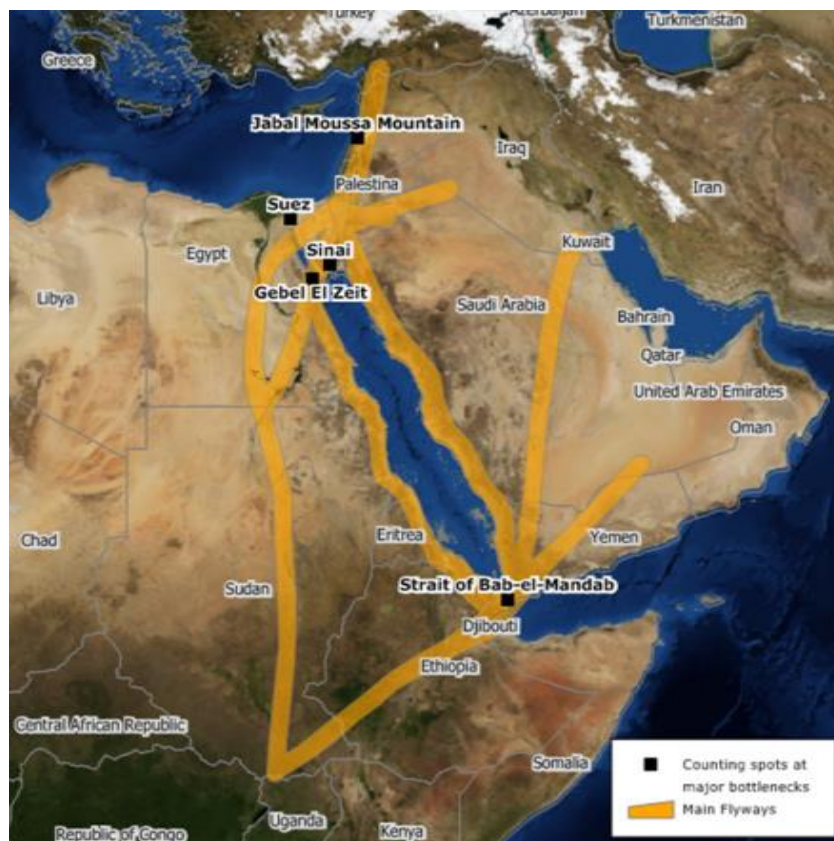 Turkey
Azerbaijan
Turkmenistan
Greece
Jabal Moussa Mountain
Iraq
Iran
Palestina
Suez
Egypt
Sinai
Kuwait
Libya
Gebel El Zeit
Saudi Arabia
Bahrain
Qatar
United Arab Emirates
Oman
Chad
Eritrea
Yemen
Sudan
Strait of Bab-el-Mandab
Djibouti
Ethiopia
Central African Republic
Somalia
Counting spots at
major bottlenecks
Main Flyways
Uganda
Republic of Congo
Kenya